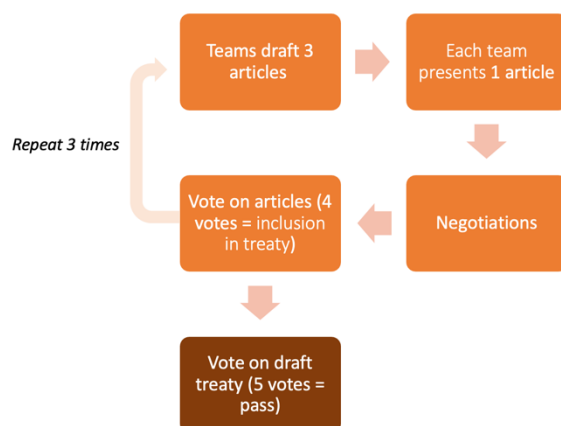 Teams draft 3
articles
Each team
presents 1 article
Repeat 3 times
Vote on articles (4
votes = inclusion
in treaty)
Negotiations
Vote on draft
treaty (5 votes =
pass)